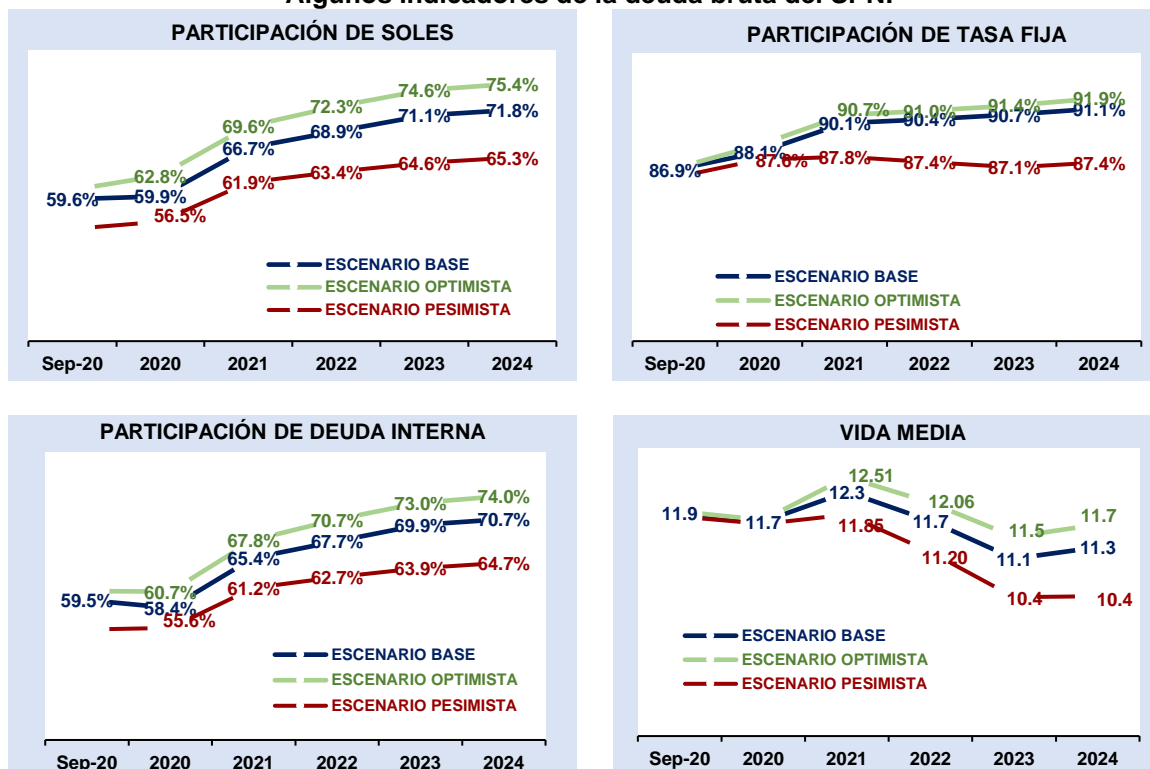 Algunos indicadores de la deuda bruta del SPNF
PARTICIPACIÓN DE SOLES
75.4%
74.6%
72.3%
71.8%
71.1%
69.6%
68.9%
66.7%
62.8%
65.3%
64.6%
63.4%
61.9%
59.6%
59.9%
56.5%
ESCENARIO BASE
ESCENARIO OPTIMISTA
ESCENARIO PESIMISTA
Sep-20 2020 2021 2022 2023 2024
PARTICIPACIÓN DE TASA FIJA
90.7% 91.0% 91.4% 91.9%
90.1% 90.4% 90.7% 91.1%
86.9% 88.1%
87.6% 87.8% 87.4% 87.1% 87.4%
ESCENARIO BASE
ESCENARIO OPTIMISTA
ESCENARIO PESIMISTA
Sep-20 2020 2021 2022 2023 2024
PARTICIPACIÓN DE DEUDA INTERNA
74.0%
73.0%
70.7%
70.7%
69.9%
67.8%
67.7%
65.4%
64.7%
63.9%
62.7%
61.2%
60.7%
59.5%
58.4%
55.6%
ESCENARIO BASE
ESCENARIO OPTIMISTA
ESCENARIO PESIMISTA
Sep-20 2020 2021 2022 2023 2024
VIDA MEDIA
12.51
12.3
12.06
11.9
11.7
11.85
11.7
11.5
11.7
11.20
11.1
11.3
10.4
10.4
ESCENARIO BASE
ESCENARIO OPTIMISTA
ESCENARIO PESIMISTA
Sep-20 2020 2021 2022 2023 2024